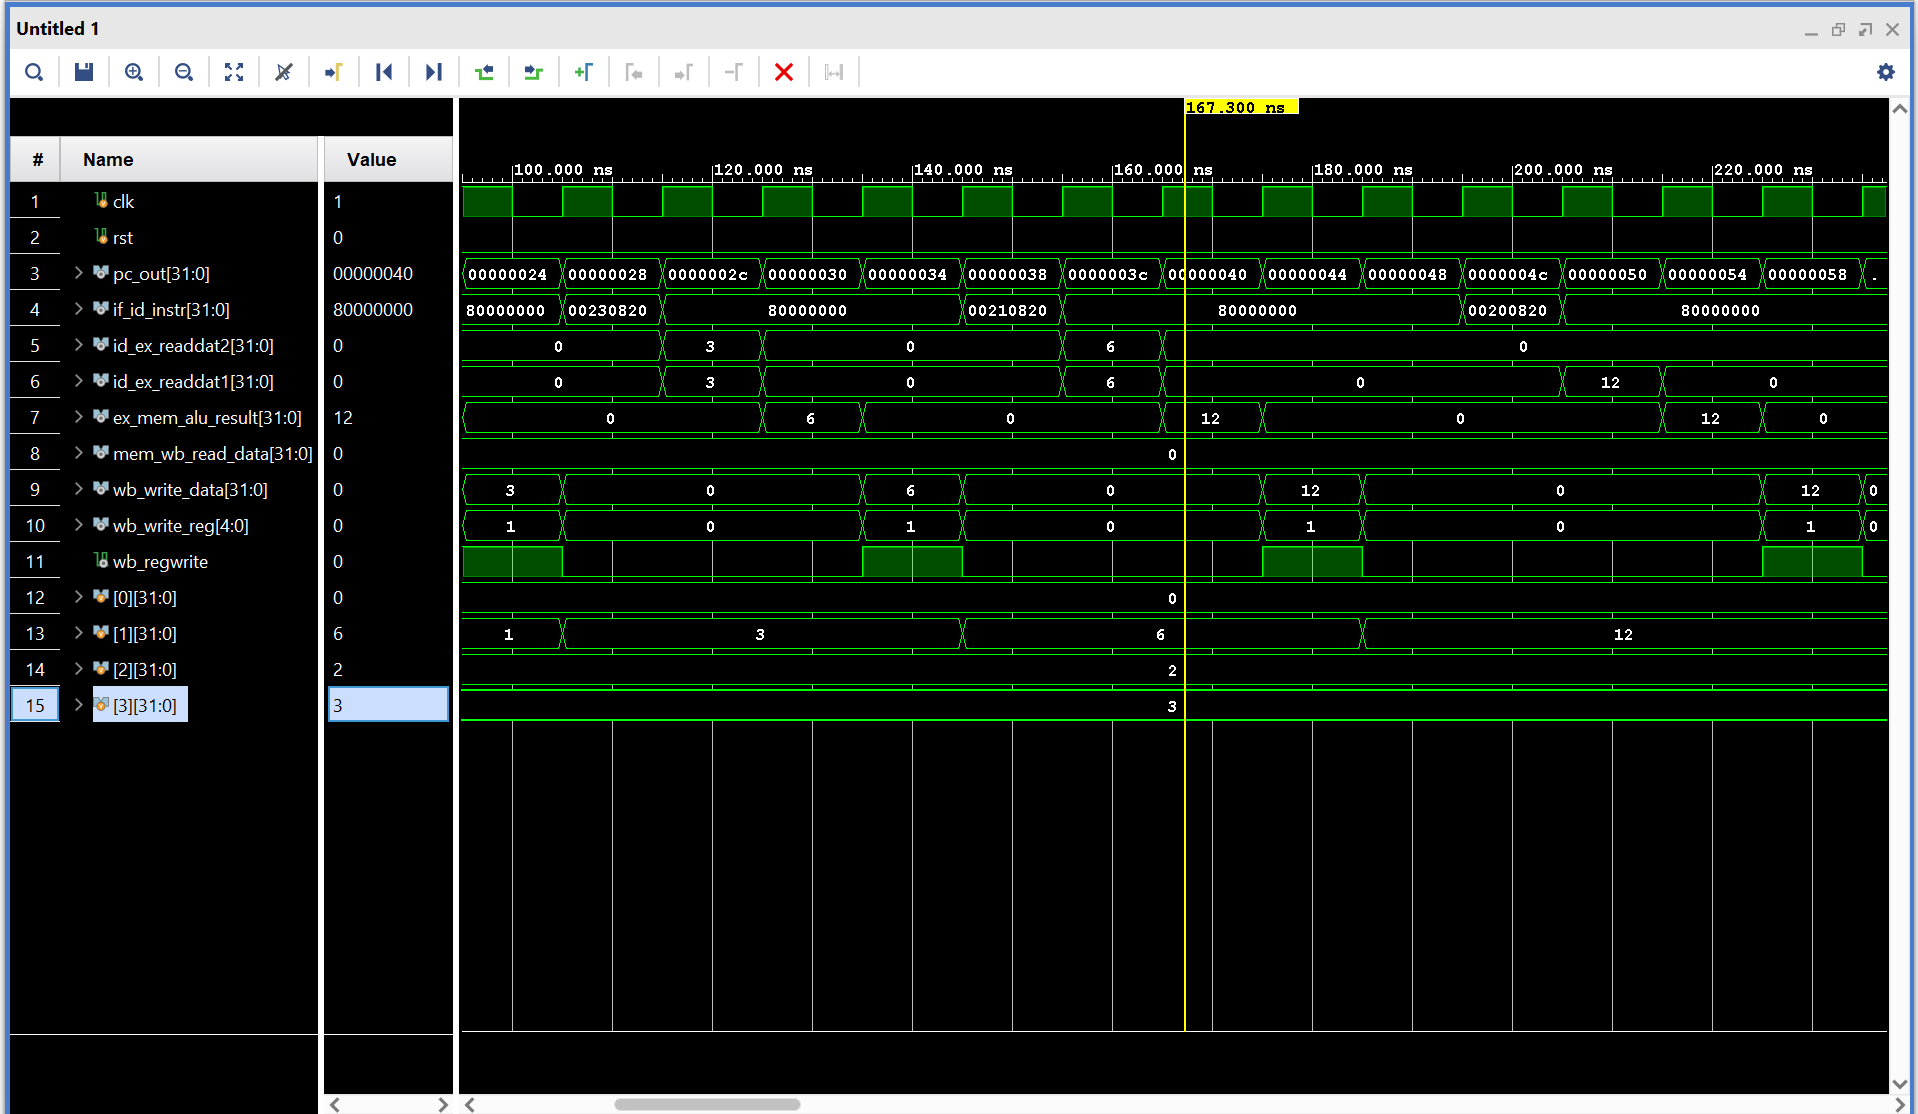 Untitled 1
167.300 ns
# Name Value
100.000 ns 120.000 ns 140.000 ns 160.000 ns 180.000 ns 200.000 ns 220.000 ns
1 clk 1
2 rst 0
3 pc_out[31:0] 00000040 00000024 00000028 0000002c 00000030 00000034 00000038 0000003c 00000040 00000044 00000048 0000004c 00000050 00000054 00000058 .
4 if_id_instr[31:0] 80000000 80000000 00230820 80000000 00210820 80000000 00200820 80000000
5 id_ex_readdat2[31:0] 0 0 3 0 6 0
6 id_ex_readdat1[31:0] 0 0 3 0 6 0 12 0
7 ex_mem_alu_result[31:0] 12 0 6 0 12 0 12 0
8 mem_wb_read_data[31:0] 0 0
9 wb_write_data[31:0] 0 3 0 6 0 12 0 12 0
10 wb_write_reg[4:0] 0 1 0 1 0 1 0 1 0
11 wb_regwrite 0
12 [0][31:0] 0 0
13 [1][31:0] 6 1 3 6 12
14 [2][31:0] 2 2
15 [3][31:0] 3 3